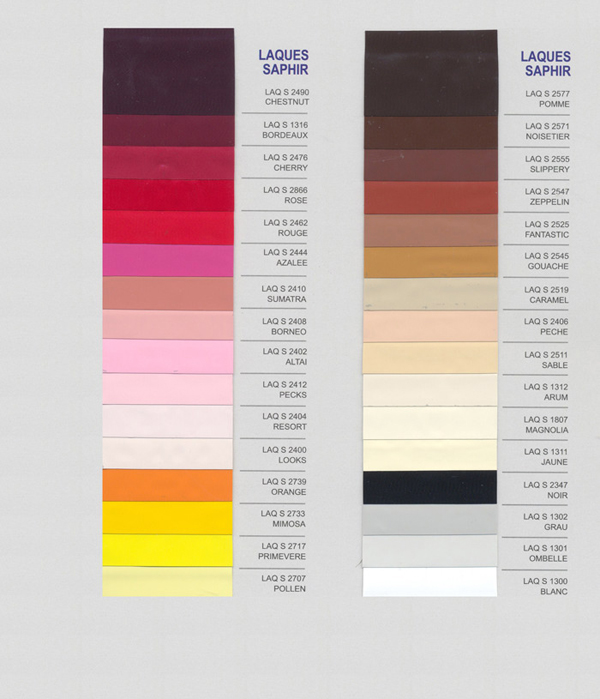 LAQUES
SAPHIR
LAQ S 2490
CHESTNUT
LAQ S 1316
BORDEAUX
LAQ S 2476
CHERRY
LAQ S 2866
ROSE
LAQ S 2462
ROUGE
LAQ S 2444
AZALEE
LAQ S 2410
SUMATRA
LAQ S 2408
BORNEO
LAQ S 2402
ALTAI
LAQ S 2412
PECKS
LAQ S 2404
RESORT
LAQ S 2400
LOOKS
LAQ S 2739
ORANGE
LAQ S 2733
MIMOSA
LAQ S 2717
PRIMEVERE
LAQ S 2707
POLLEN
LAQUES
SAPHIR
LAQ S 2577
POMME
LAQ S 2571
NOISETIER
LAQ S 2555
SLIPPERY
LAQ S 2547
ZEPPELIN
LAQ S 2525
FANTASTIC
LAQ S 2545
GOUACHE
LAQ S 2519
CARAMEL
LAQ S 2406
PECHE
LAQ S 2511
SABLE
LAQ S 1312
ARUM
LAQ S 1807
MAGNOLIA
LAQ S 1311
JAUNE
LAQ S 2347
NOIR
LAQ S 1302
GRAU
LAQ S 1301
OMBELLE
LAQ S 1300
BLANC